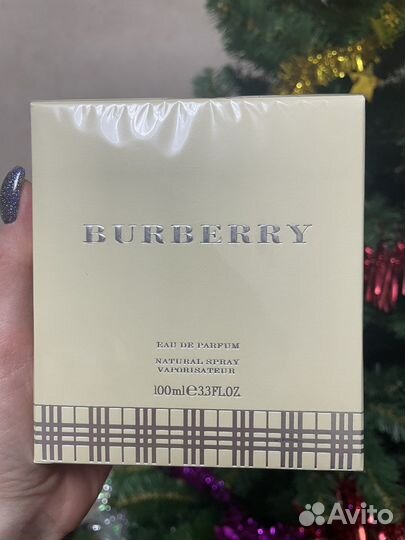 BURBERRY
EAU DE PARFUM
NATURAL SPRAY
VAPORISATEUR
100ml e 3.3FL.OZ.
Avito